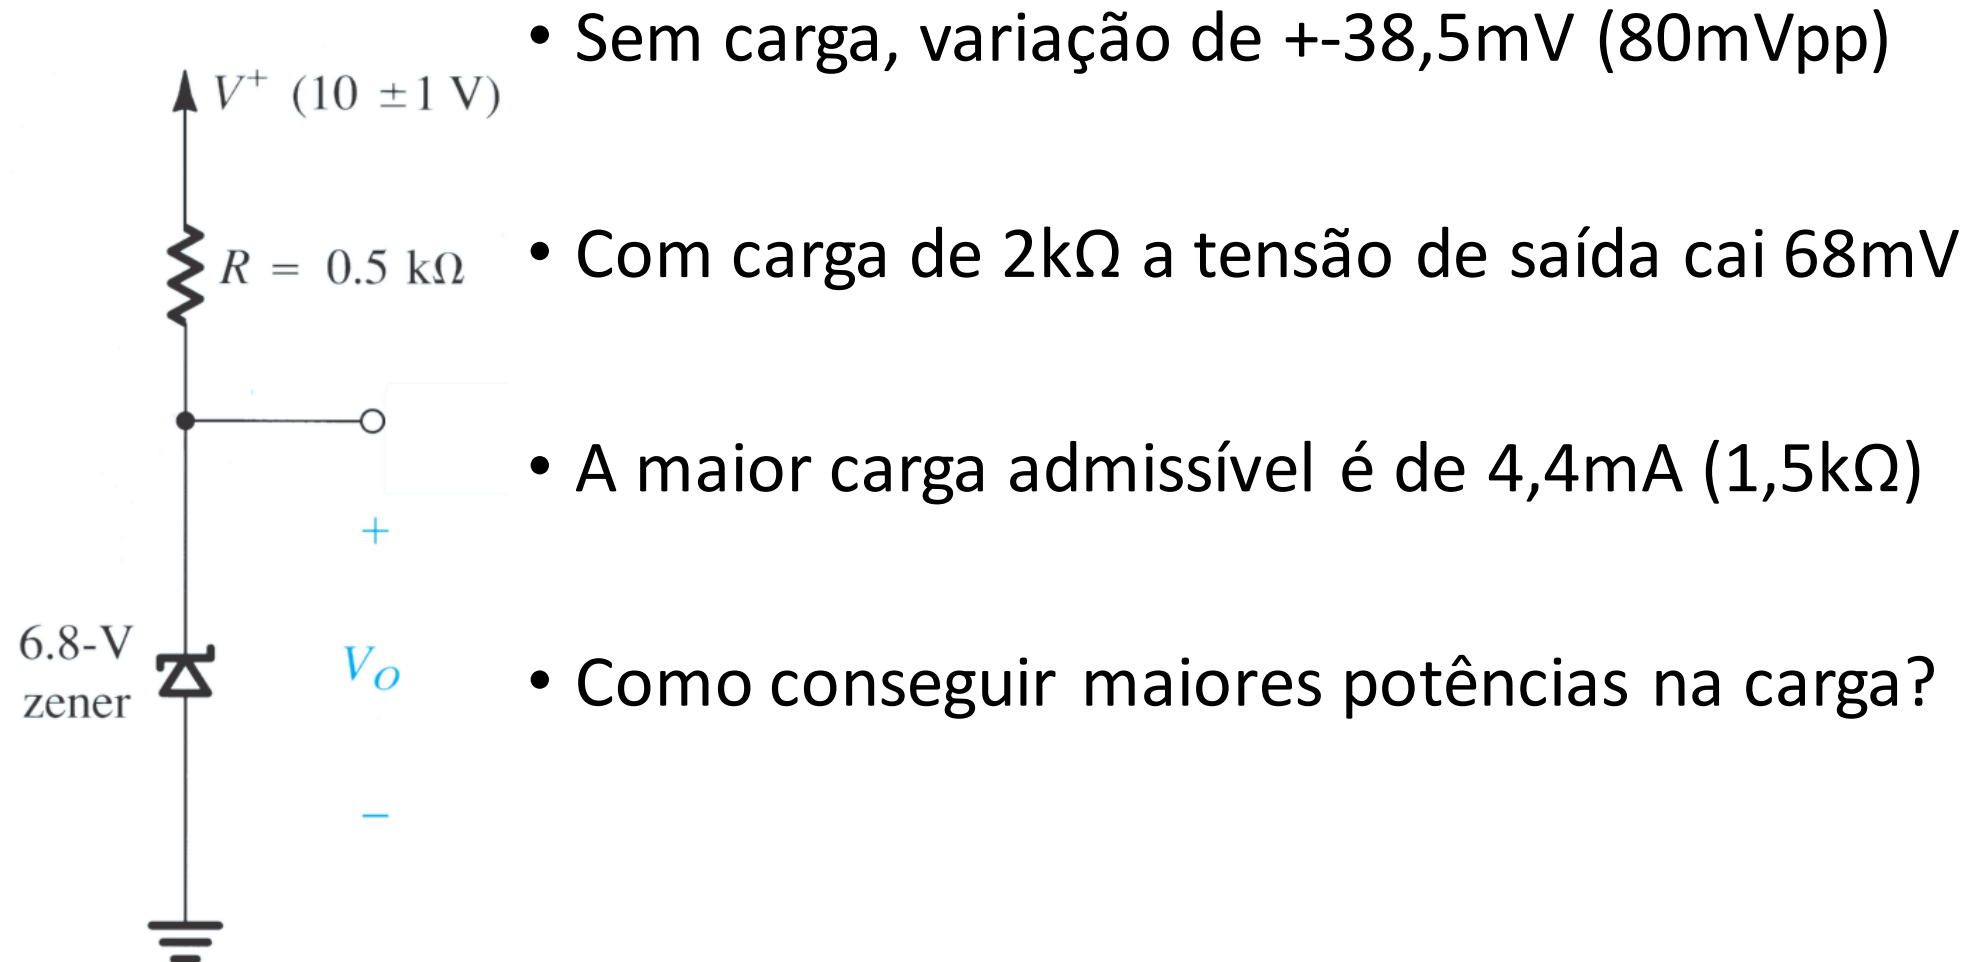 • Sem carga, variação de +-38,5mV (80mVpp)
V⁺ (10 ±1 V)
R = 0.5 kΩ
• Com carga de 2kΩ a tensão de saída cai 68mV
• A maior carga admissível é de 4,4mA (1,5kΩ)
+
6.8-V
zener
V_O
• Como conseguir maiores potências na carga?
−